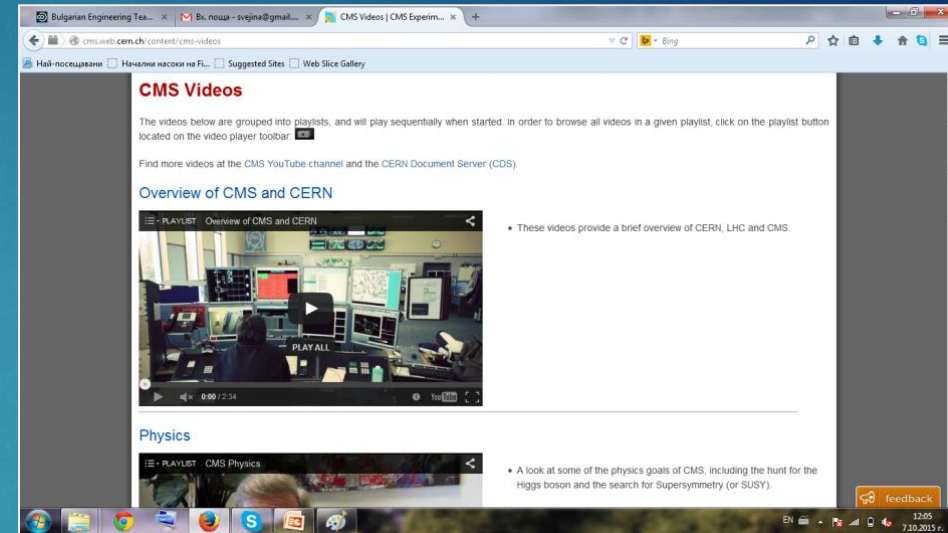 Bulgarian Engineering Tea...
Вх. поща - svejina@gmail....
CMS Videos | CMS Experim...
cms.web.cern.ch/content/cms-videos
Bing
Най-посещавани
Начални насоки на Fi...
Suggested Sites
Web Slice Gallery
CMS Videos
The videos below are grouped into playlists, and will play sequentially when started. In order to browse all videos in a given playlist, click on the playlist button
located on the video player toolbar:
Find more videos at the CMS YouTube channel and the CERN Document Server (CDS).
Overview of CMS and CERN
PLAYLIST Overview of CMS and CERN
• These videos provide a brief overview of CERN, LHC and CMS.
PLAY ALL
0:00 / 2:34
YouTube
Physics
PLAYLIST CMS Physics
• A look at some of the physics goals of CMS, including the hunt for the
Higgs boson and the search for Supersymmetry (or SUSY).
feedback
EN
12:05
7.10.2015 г.